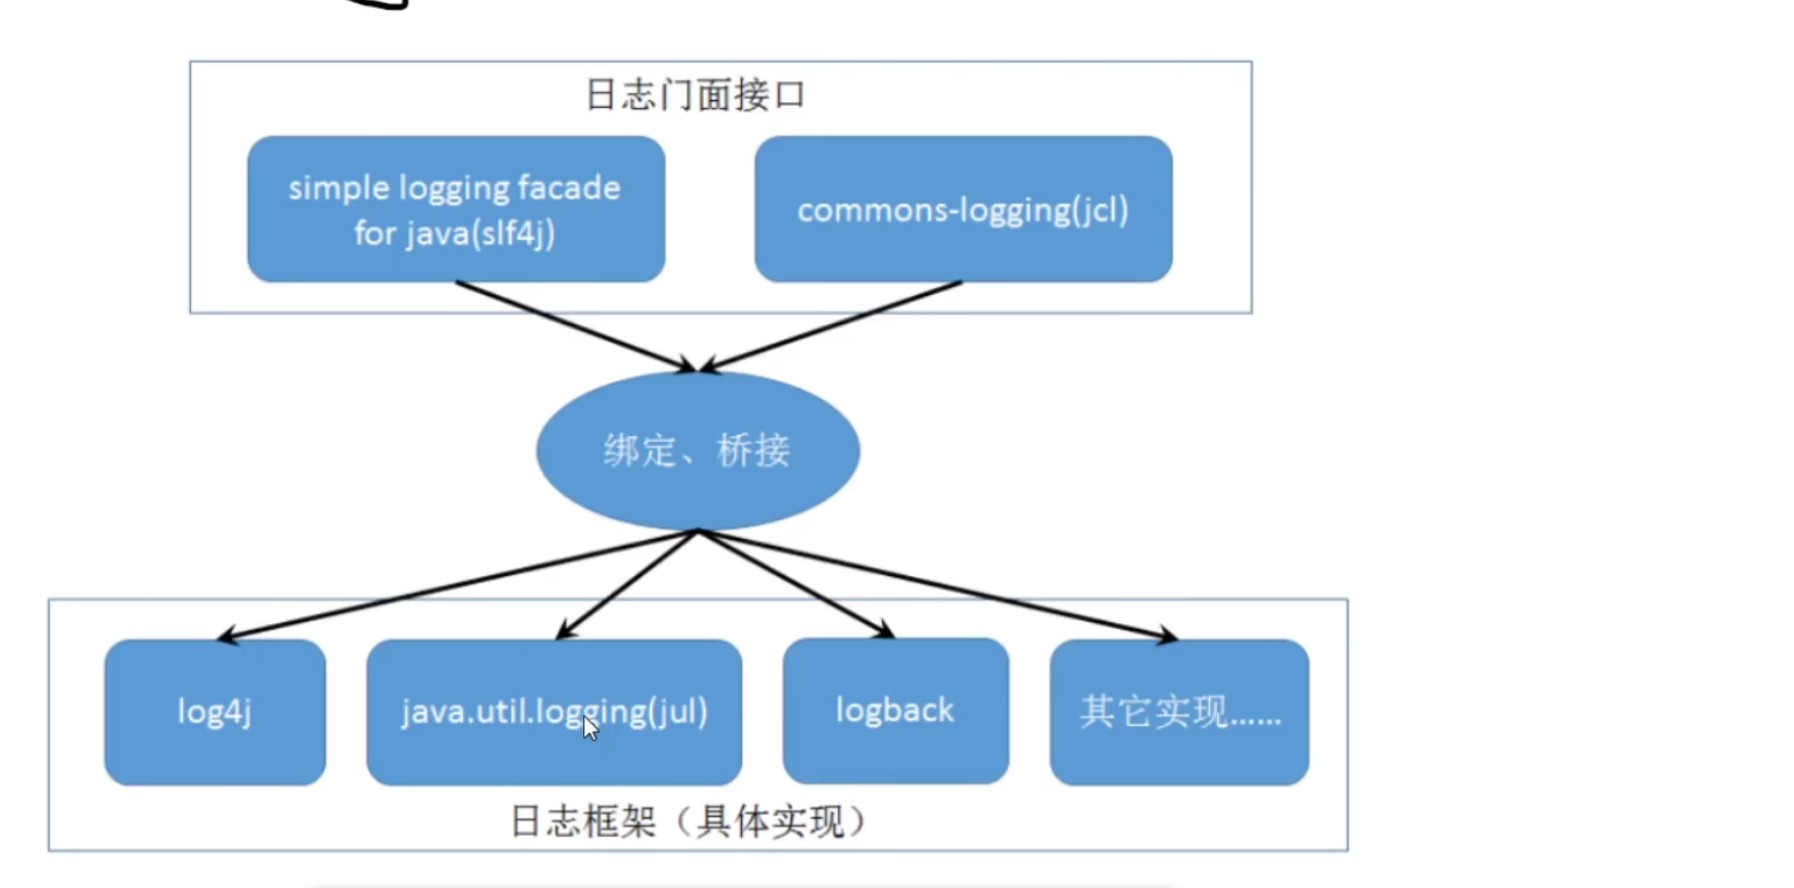 日志门面接口
simple logging facade
for java(slf4j)
commons-logging(jcl)
绑定、桥接
log4j
java.util.logging(jul)
logback
其它实现……
日志框架（具体实现）